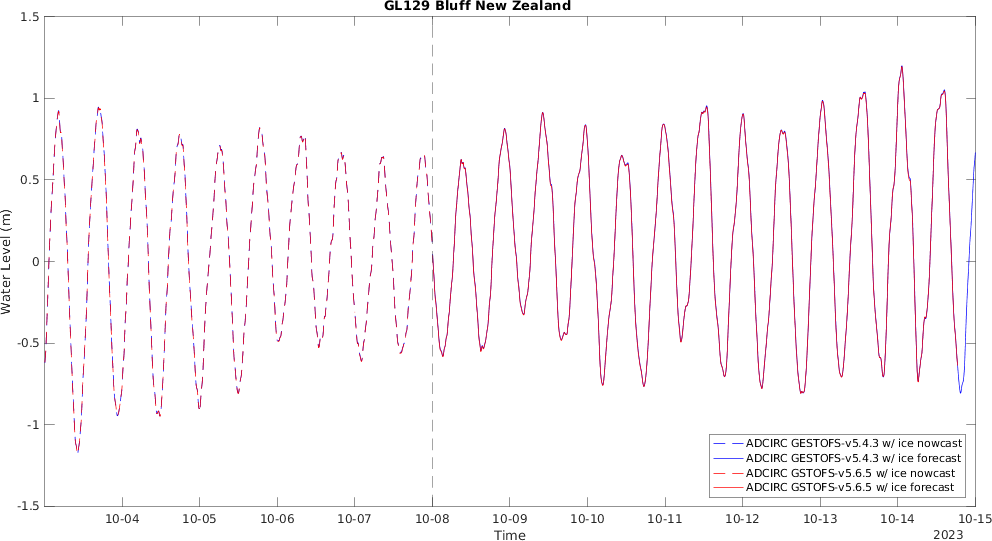 GL129 Bluff New Zealand
1.5
1
0.5
0
-0.5
-1
-1.5
Water Level (m)
10-04 10-05 10-06 10-07 10-08 10-09 10-10 10-11 10-12 10-13 10-14 10-15
Time
2023
ADCIRC GESTOFS-v5.4.3 w/ ice nowcast
ADCIRC GESTOFS-v5.4.3 w/ ice forecast
ADCIRC GSTOFS-v5.6.5 w/ ice nowcast
ADCIRC GSTOFS-v5.6.5 w/ ice forecast